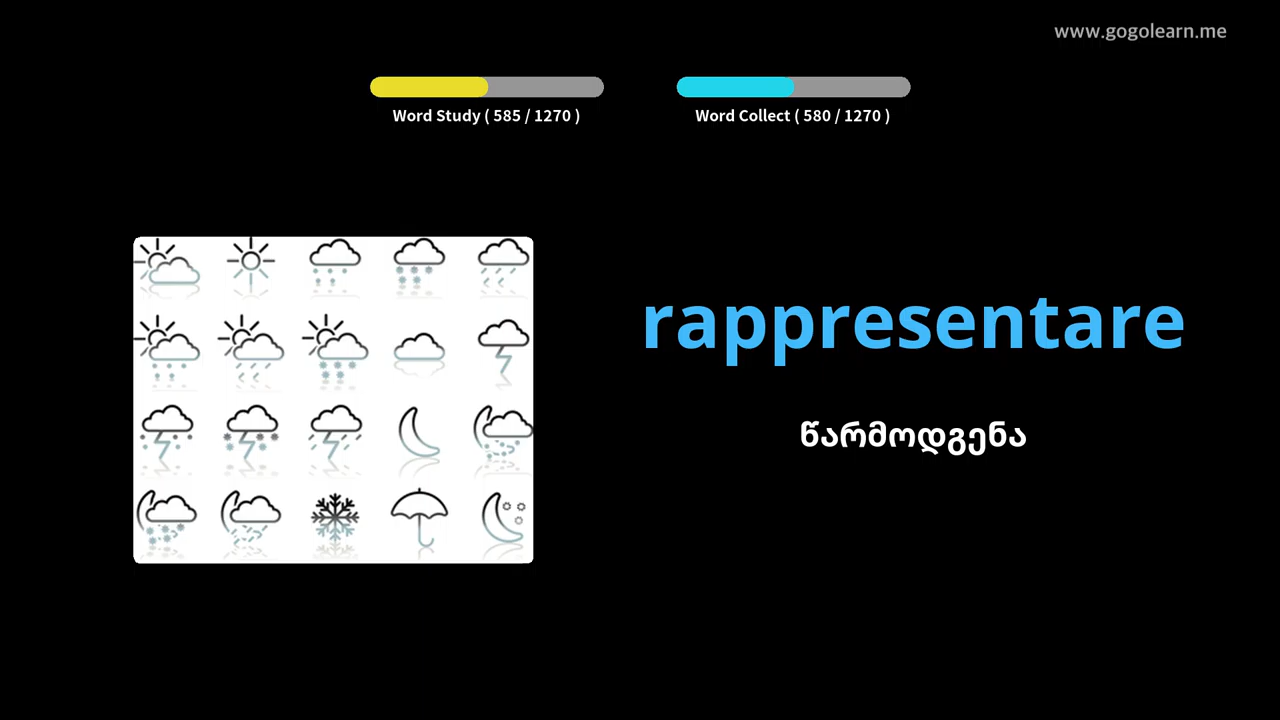 www.gogolearn.me
Word Study ( 585 / 1270 )
Word Collect ( 580 / 1270 )
rappresentare
წარმოდგენა